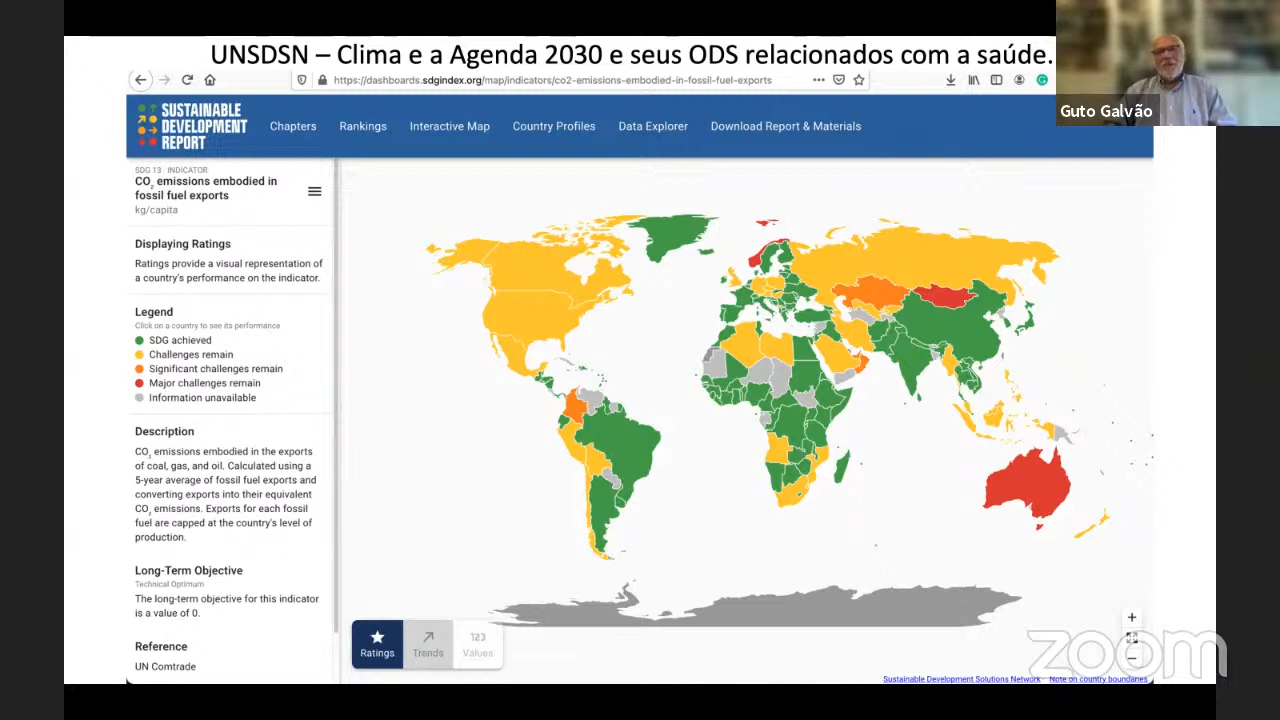 UNSDSN – Clima e a Agenda 2030 e seus ODS relacionados com a saúde.
Guto Galvão
https://dashboards.sdgindex.org/map/indicators/co2-emissions-embodied-in-fossil-fuel-exports
SUSTAINABLE
DEVELOPMENT
REPORT
Chapters
Rankings
Interactive Map
Country Profiles
Data Explorer
Download Report & Materials
SDG 13 · INDICATOR
CO₂ emissions embodied in
fossil fuel exports
kg/capita
Displaying Ratings
Ratings provide a visual representation of
a country's performance on the indicator.
Legend
Click on a country to see its performance
SDG achieved
Challenges remain
Significant challenges remain
Major challenges remain
Information unavailable
Description
CO₂ emissions embodied in the exports
of coal, gas, and oil. Calculated using a
5-year average of fossil fuel exports and
converting exports into their equivalent
CO₂ emissions. Exports for each fossil
fuel are capped at the country's level of
production.
Long-Term Objective
Technical Optimum
The long-term objective for this indicator
is a value of 0.
Reference
UN Comtrade
Ratings
Trends
123
Values
+
−
zoom
Sustainable Development Solutions Network · Note on country boundaries